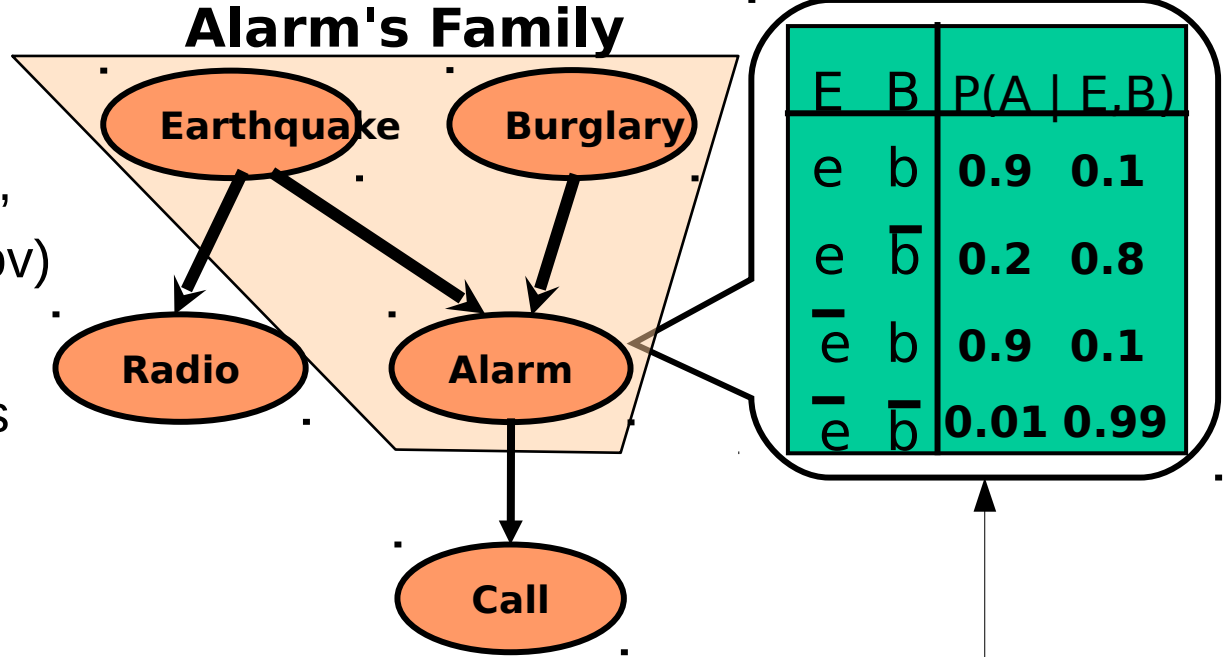 Alarm's Family
Earthquake Burglary
Radio Alarm
Call
E B P(A | E,B)
e b 0.9 0.1
e b̅ 0.2 0.8
e̅ b 0.9 0.1
e̅ b̅ 0.01 0.99
,
ov)
s